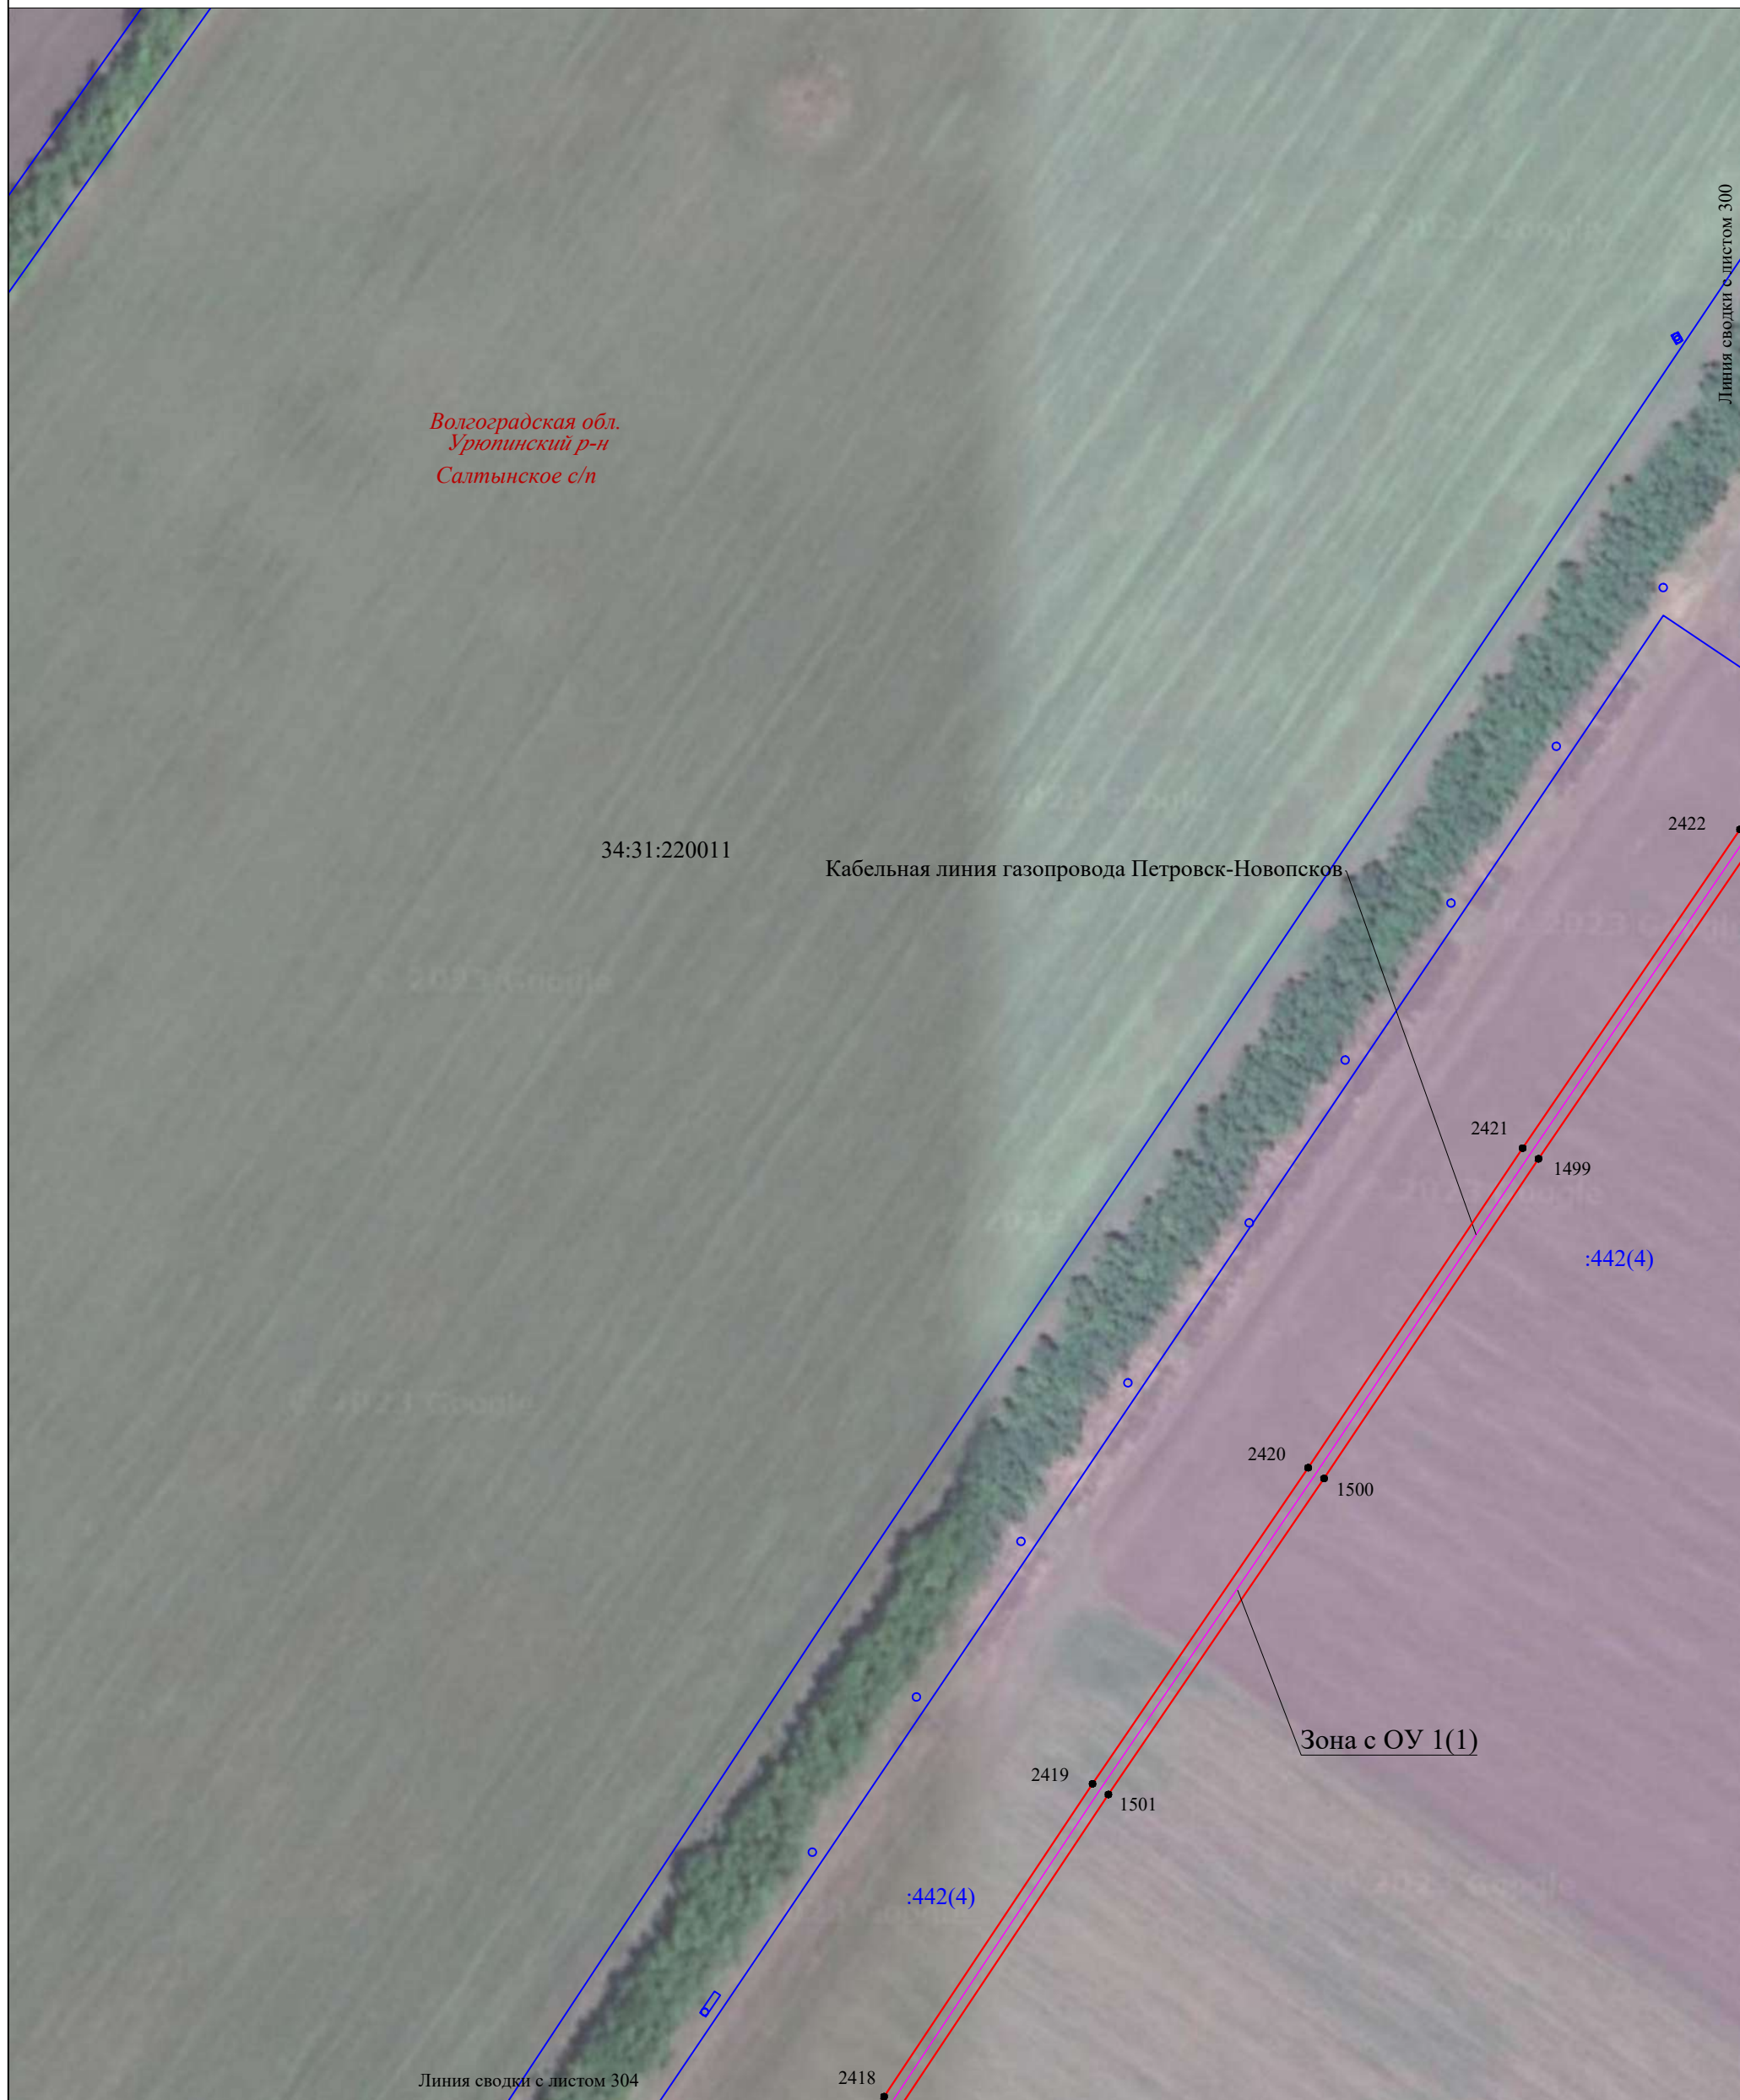 Линия сводки с листом 300
Волгоградская обл.
Урюпинский р-н
Салтынское с/п
2422
34:31:220011
Кабельная линия газопровода Петровск-Новопсков
2421
1499
:442(4)
2420
1500
Зона с ОУ 1(1)
2419
1501
:442(4)
2418
Линия сводки с листом 304